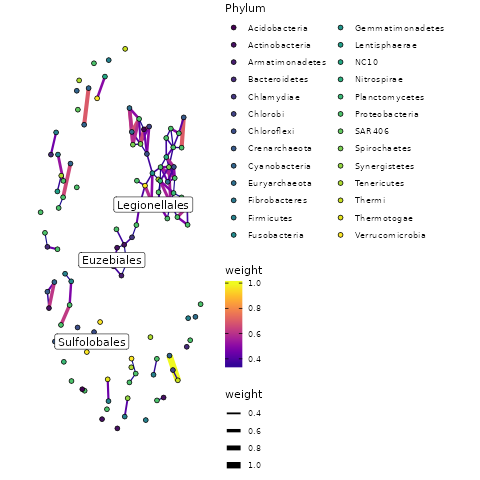 Phylum
Acidobacteria
Actinobacteria
Armatimonadetes
Bacteroidetes
Chlamydiae
Chlorobi
Chloroflexi
Crenarchaeota
Cyanobacteria
Euryarchaeota
Fibrobacteres
Firmicutes
Fusobacteria
Gemmatimonadetes
Lentisphaerae
NC10
Nitrospirae
Planctomycetes
Proteobacteria
SAR406
Spirochaetes
Synergistetes
Tenericutes
Thermi
Thermotogae
Verrucomicrobia
Legionellales
Euzebiales
Sulfolobales
weight
1.0
0.8
0.6
0.4
weight
0.4
0.6
0.8
1.0